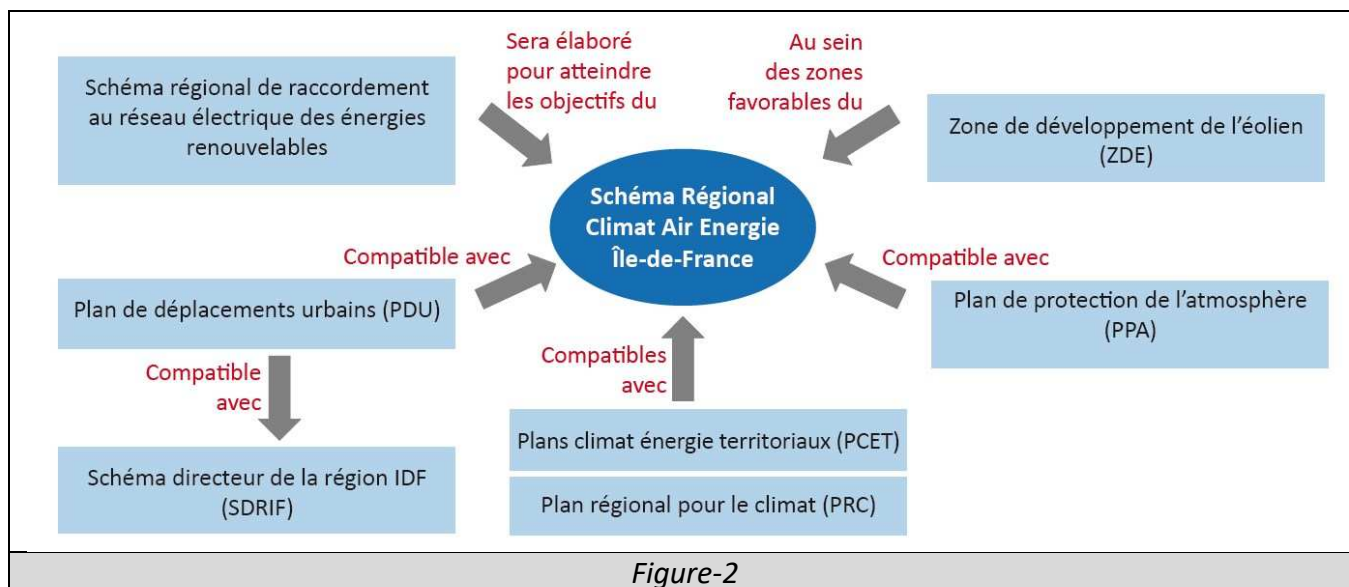 Sera élaboré
pour atteindre
les objectifs du
Au sein
des zones
favorables du
Schéma régional de raccordement
au réseau électrique des énergies
renouvelables
Zone de développement de l'éolien
(ZDE)
Schéma Régional
Climat Air Energie
Île-de-France
Compatible avec
Compatible avec
Plan de déplacements urbains (PDU)
Plan de protection de l'atmosphère
(PPA)
Compatible
avec
Compatibles
avec
Schéma directeur de la région IDF
(SDRIF)
Plans climat énergie territoriaux (PCET)
Plan régional pour le climat (PRC)
Figure-2